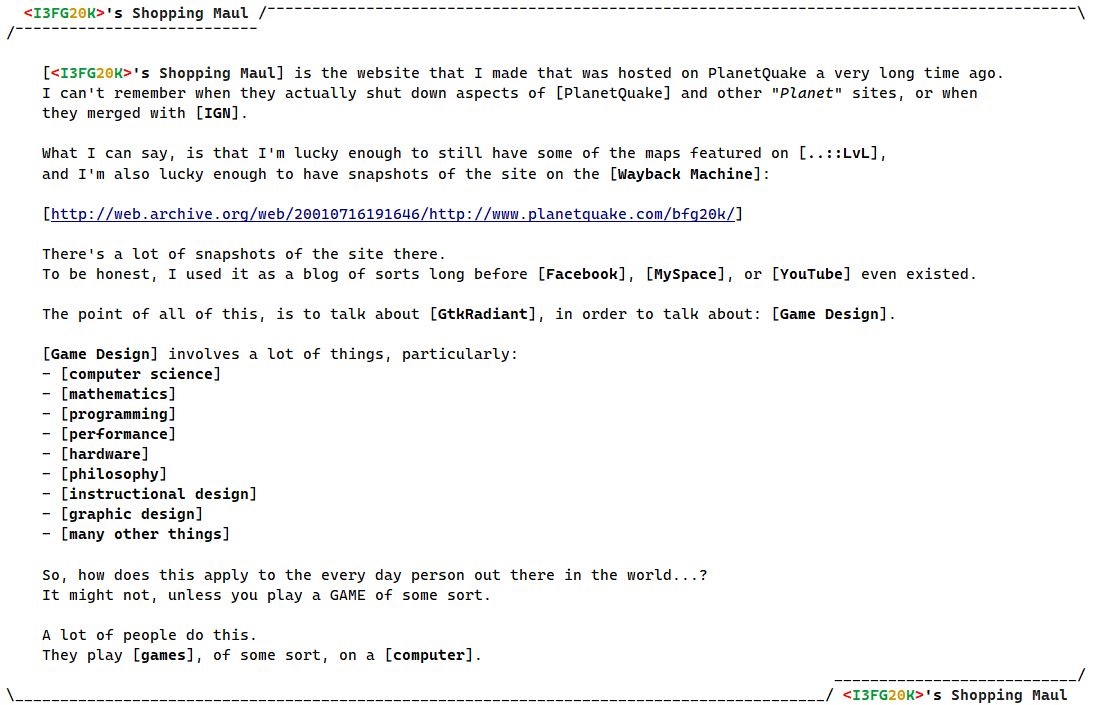 <I3FG20K>'s Shopping Maul /¯¯¯¯¯¯¯¯¯¯¯¯¯¯¯¯¯¯¯¯¯¯¯¯¯¯¯¯¯¯¯¯¯¯¯¯¯¯¯¯¯¯¯¯¯¯¯¯¯¯¯¯¯¯¯¯¯¯¯¯¯¯¯¯¯¯¯¯¯¯¯¯¯¯¯¯¯¯¯¯¯¯¯¯¯¯¯¯¯¯\
/¯¯¯¯¯¯¯¯¯¯¯¯¯¯¯¯¯¯¯¯¯¯¯¯¯¯¯
[<I3FG20K>'s Shopping Maul] is the website that I made that was hosted on PlanetQuake a very long time ago.
I can't remember when they actually shut down aspects of [PlanetQuake] and other "Planet" sites, or when
they merged with [IGN].
What I can say, is that I'm lucky enough to still have some of the maps featured on [..::LvL],
and I'm also lucky enough to have snapshots of the site on the [Wayback Machine]:
[http://web.archive.org/web/20010716191646/http://www.planetquake.com/bfg20k/]
There's a lot of snapshots of the site there.
To be honest, I used it as a blog of sorts long before [Facebook], [MySpace], or [YouTube] even existed.
The point of all of this, is to talk about [GtkRadiant], in order to talk about: [Game Design].
[Game Design] involves a lot of things, particularly:
- [computer science]
- [mathematics]
- [programming]
- [performance]
- [hardware]
- [philosophy]
- [instructional design]
- [graphic design]
- [many other things]
So, how does this apply to the every day person out there in the world...?
It might not, unless you play a GAME of some sort.
A lot of people do this.
They play [games], of some sort, on a [computer].
___________________________/
\__________________________________________________________________________________________/ <I3FG20K>'s Shopping Maul